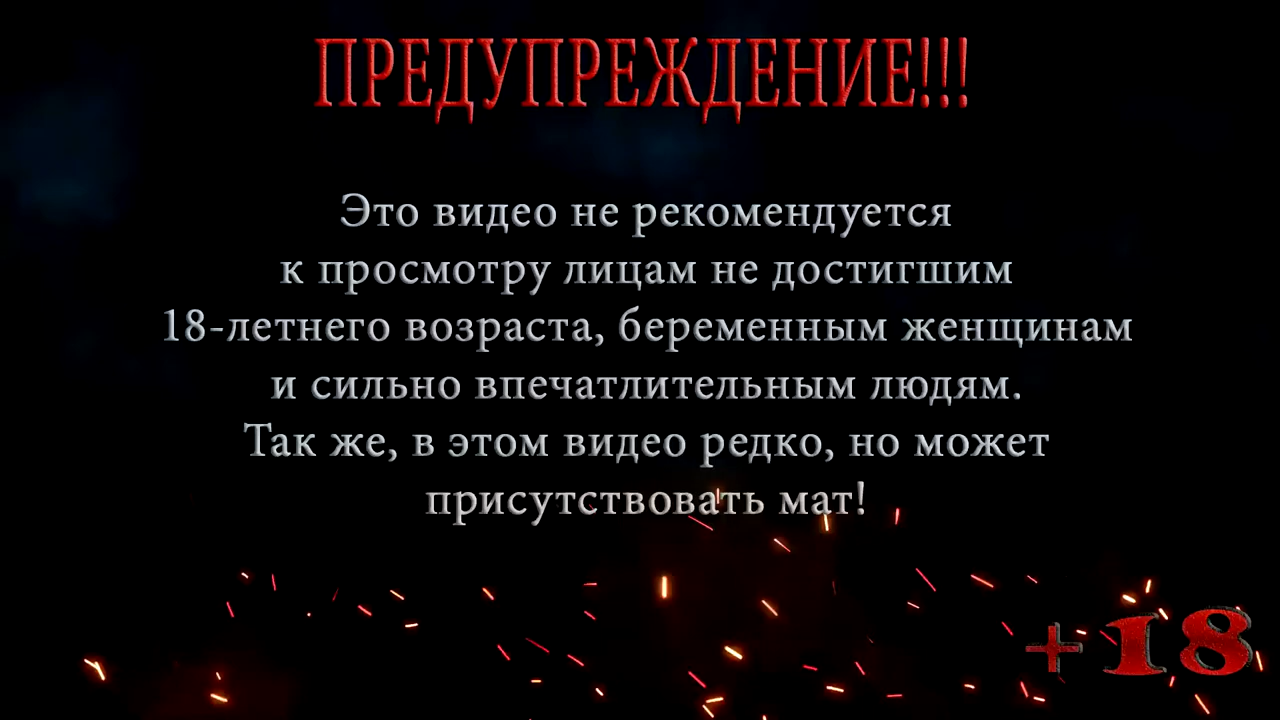 ПРЕДУПРЕЖДЕНИЕ!!!
Это видео не рекомендуется
к просмотру лицам не достигшим
18-летнего возраста, беременным женщинам
и сильно впечатлительным людям.
Так же, в этом видео редко, но может
присутствовать мат!
+18